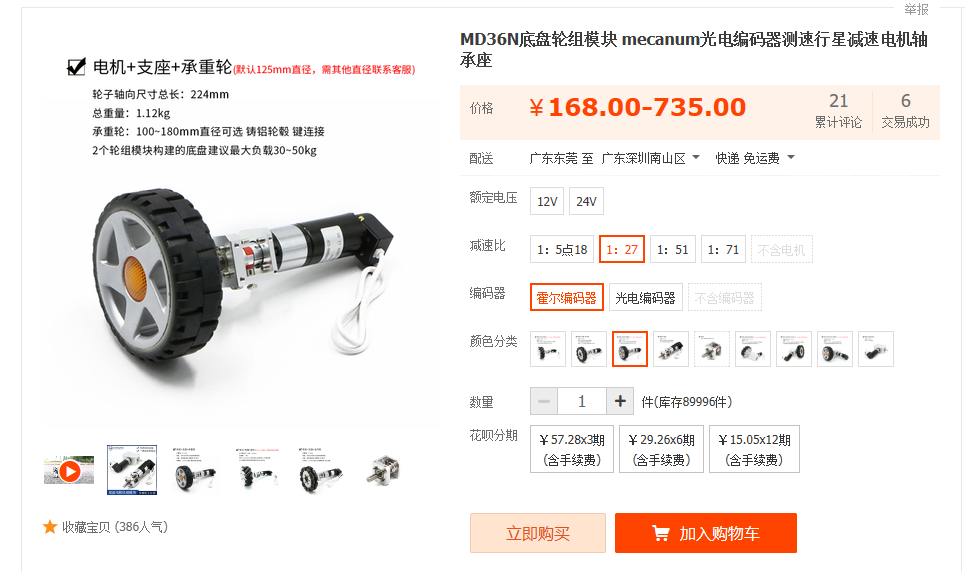 举报
MD36N底盘轮组模块 mecanum光电编码器测速行星减速电机轴
承座
电机+支座+承重轮(默认125mm直径，需其他直径联系客服)
轮子轴向尺寸总长：224mm
总重量：1.12kg
承重轮：100~180mm直径可选 铸铝轮毂 键连接
2个轮组模块构建的底盘建议最大负载30~50kg
价格
￥168.00-735.00
21
累计评论
6
交易成功
配送
广东东莞 至 广东深圳南山区
快递 免运费
额定电压
12V
24V
减速比
1：5点18
1：27
1：51
1：71
不含电机
编码器
霍尔编码器
光电编码器
不含编码器
颜色分类
数量
1
件(库存89996件)
花呗分期
￥57.28x3期
(含手续费)
￥29.26x6期
(含手续费)
￥15.05x12期
(含手续费)
收藏宝贝 (386人气)
立即购买
加入购物车